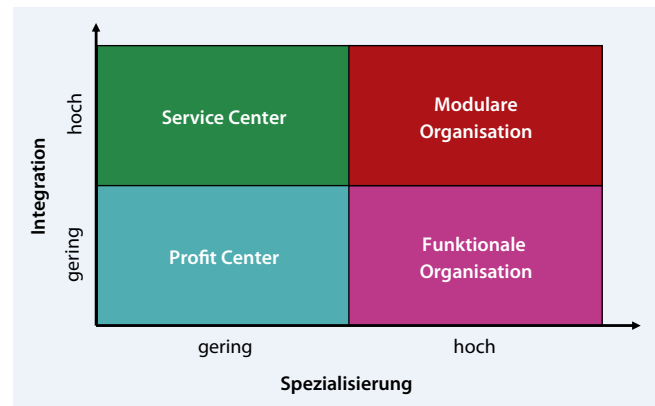 Integration
hoch
gering
Service Center
Modulare
Organisation
Profit Center
Funktionale
Organisation
gering
hoch
Spezialisierung